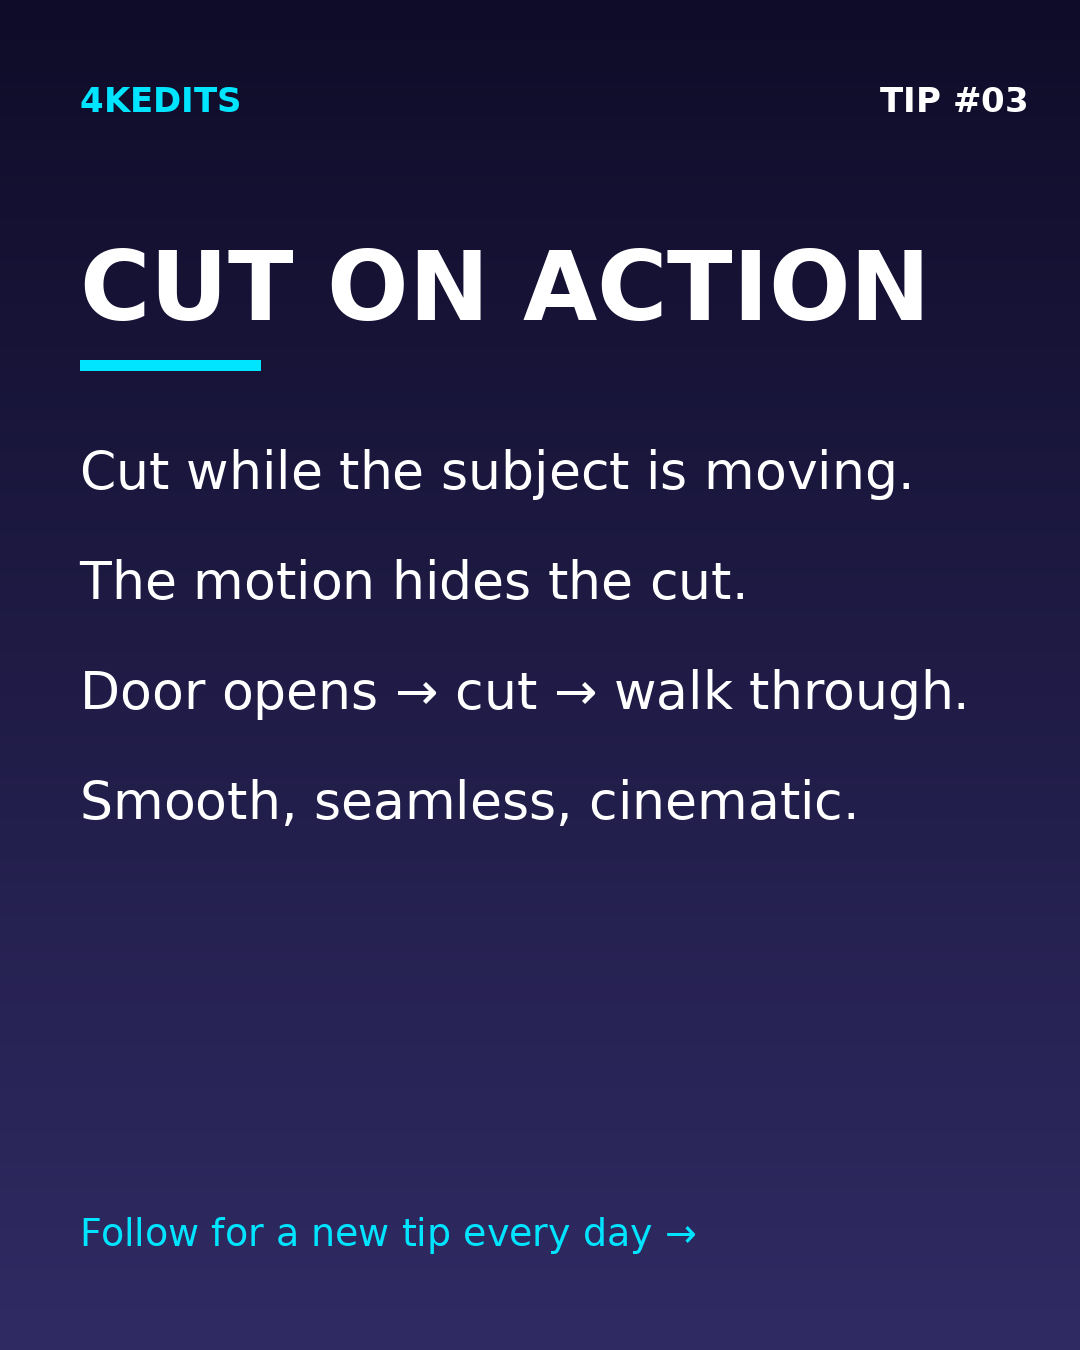 4KEDITS
TIP #03
CUT ON ACTION
Cut while the subject is moving.
The motion hides the cut.
Door opens → cut → walk through.
Smooth, seamless, cinematic.
Follow for a new tip every day →